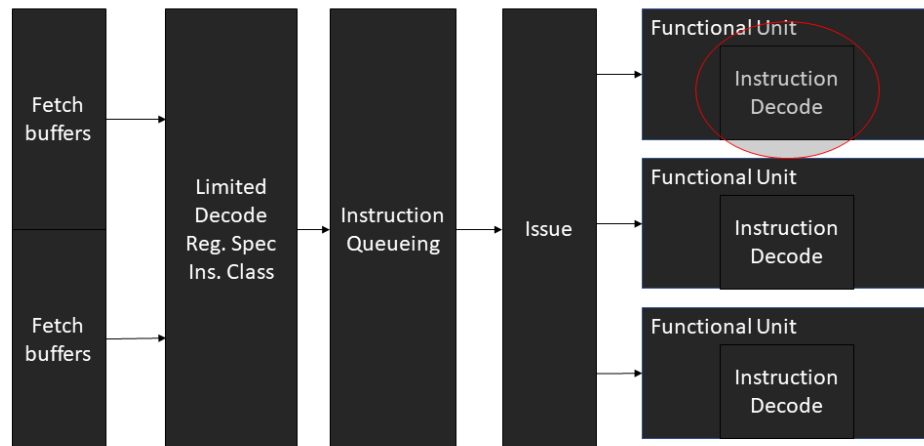 Fetch
buffers
Fetch
buffers
Limited
Decode
Reg. Spec
Ins. Class
Instruction
Queueing
Issue
Functional Unit
Instruction
Decode
Functional Unit
Instruction
Decode
Functional Unit
Instruction
Decode